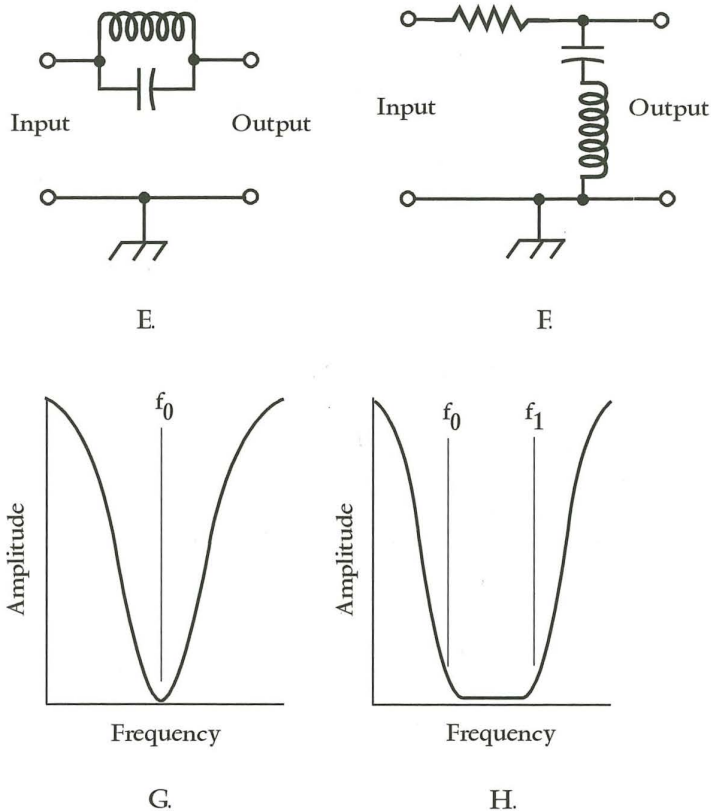 Input
Output
E.
Input
Output
F.
f0
Amplitude
Frequency
G.
f0
f1
Amplitude
Frequency
H.